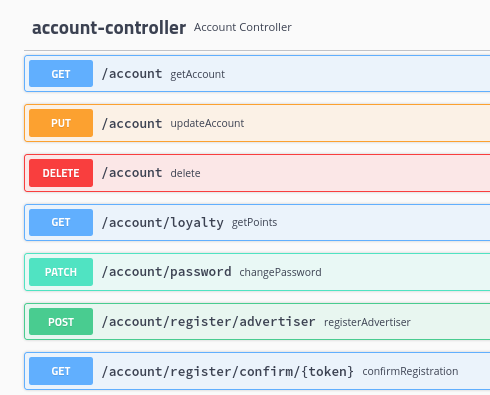 account-controller Account Controller
GET /account getAccount
PUT /account updateAccount
DELETE /account delete
GET /account/loyalty getPoints
PATCH /account/password changePassword
POST /account/register/advertiser registerAdvertiser
GET /account/register/confirm/{token} confirmRegistration